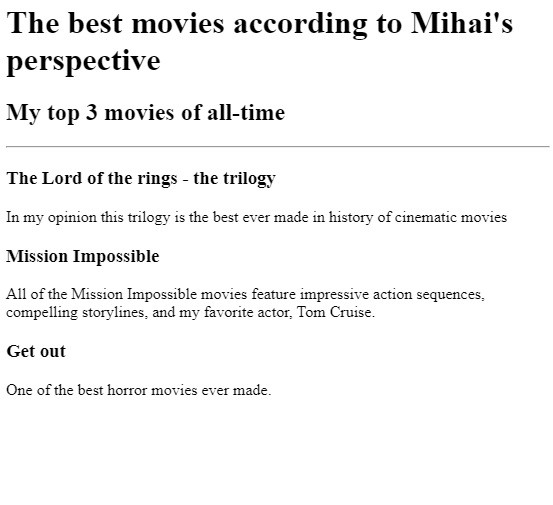 The best movies according to Mihai's
perspective
My top 3 movies of all-time
The Lord of the rings - the trilogy
In my opinion this trilogy is the best ever made in history of cinematic movies
Mission Impossible
All of the Mission Impossible movies feature impressive action sequences,
compelling storylines, and my favorite actor, Tom Cruise.
Get out
One of the best horror movies ever made.